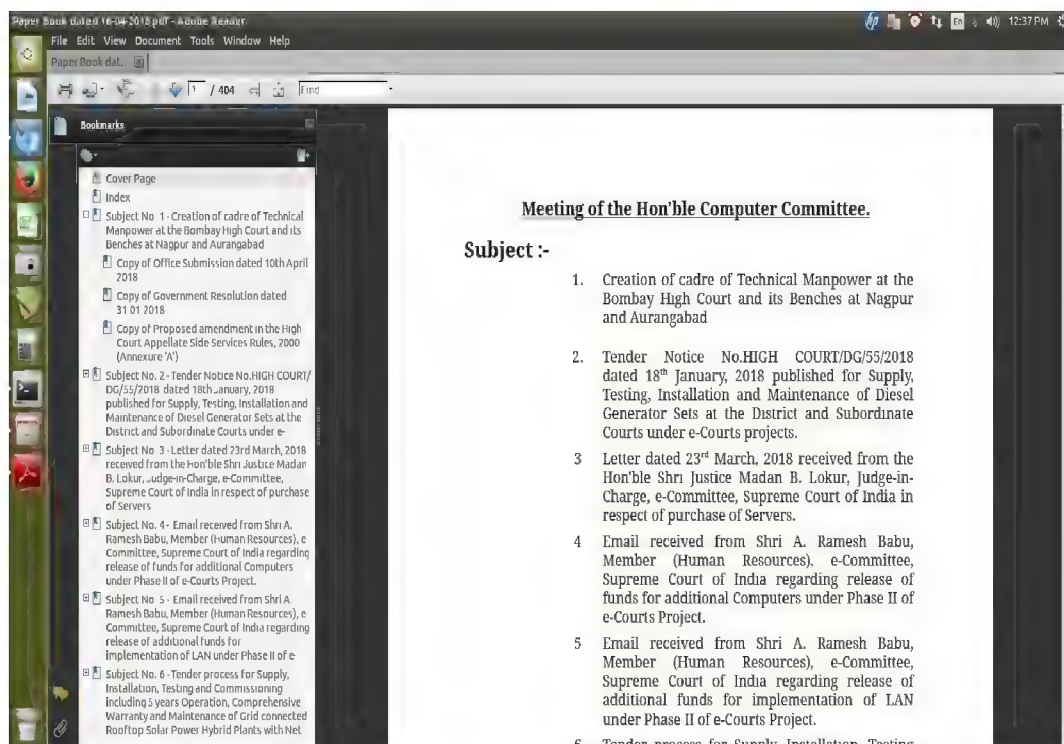 Paper Book dated 16-04-2018 pdf - Adobe Reader
12:37 PM
En
File Edit View Document Tools Window Help
Paper Book dat..
1 / 404
Find
Bookmarks
Cover Page
Index
Subject No 1 - Creation of cadre of Technical
Manpower at the Bombay High Court and its
Benches at Nagpur and Aurangabad
Copy of Office Submission dated 10th April
2018
Copy of Government Resolution dated
31 01 2018
Copy of Proposed amendment in the High
Court Appellate Side Services Rules, 2000
(Annexure 'A')
Subject No. 2 - Tender Notice No.HIGH COURT/
DG/55/2018 dated 18th January, 2018
published for Supply, Testing, Installation and
Maintenance of Diesel Generator Sets at the
District and Subordinate Courts under e-
Subject No 3 - Letter dated 23rd March, 2018
received from the Hon'ble Shri Justice Madan
B. Lokur, Judge-in-Charge, e-Committee,
Supreme Court of India in respect of purchase
of Servers
Subject No. 4 - Email received from Shri A.
Ramesh Babu, Member (Human Resources), e
Committee, Supreme Court of India regarding
release of funds for additional Computers
under Phase II of e-Courts Project.
Subject No 5 - Email received from Shri A
Ramesh Babu, Member (Human Resources), e
Committee, Supreme Court of India regarding
release of additional funds for
implementation of LAN under Phase II of e-
Subject No. 6 - Tender process for Supply,
Installation, Testing and Commissioning
including 5 years Operation, Comprehensive
Warranty and Maintenance of Grid connected
Rooftop Solar Power Hybrid Plants with Net
Meeting of the Hon'ble Computer Committee.
Subject :-
1. Creation of cadre of Technical Manpower at the
Bombay High Court and its Benches at Nagpur
and Aurangabad
2. Tender Notice No.HIGH COURT/DG/55/2018
dated 18th January, 2018 published for Supply,
Testing, Installation and Maintenance of Diesel
Generator Sets at the District and Subordinate
Courts under e-Courts projects.
3 Letter dated 23rd March, 2018 received from the
Hon'ble Shri Justice Madan B. Lokur, Judge-in-
Charge, e-Committee, Supreme Court of India in
respect of purchase of Servers.
4 Email received from Shri A. Ramesh Babu,
Member (Human Resources), e-Committee,
Supreme Court of India regarding release of
funds for additional Computers under Phase II of
e-Courts Project.
5 Email received from Shri A. Ramesh Babu,
Member (Human Resources), e-Committee,
Supreme Court of India regarding release of
additional funds for implementation of LAN
under Phase II of e-Courts Project.
6 Tender process for Supply, Installation, Testing